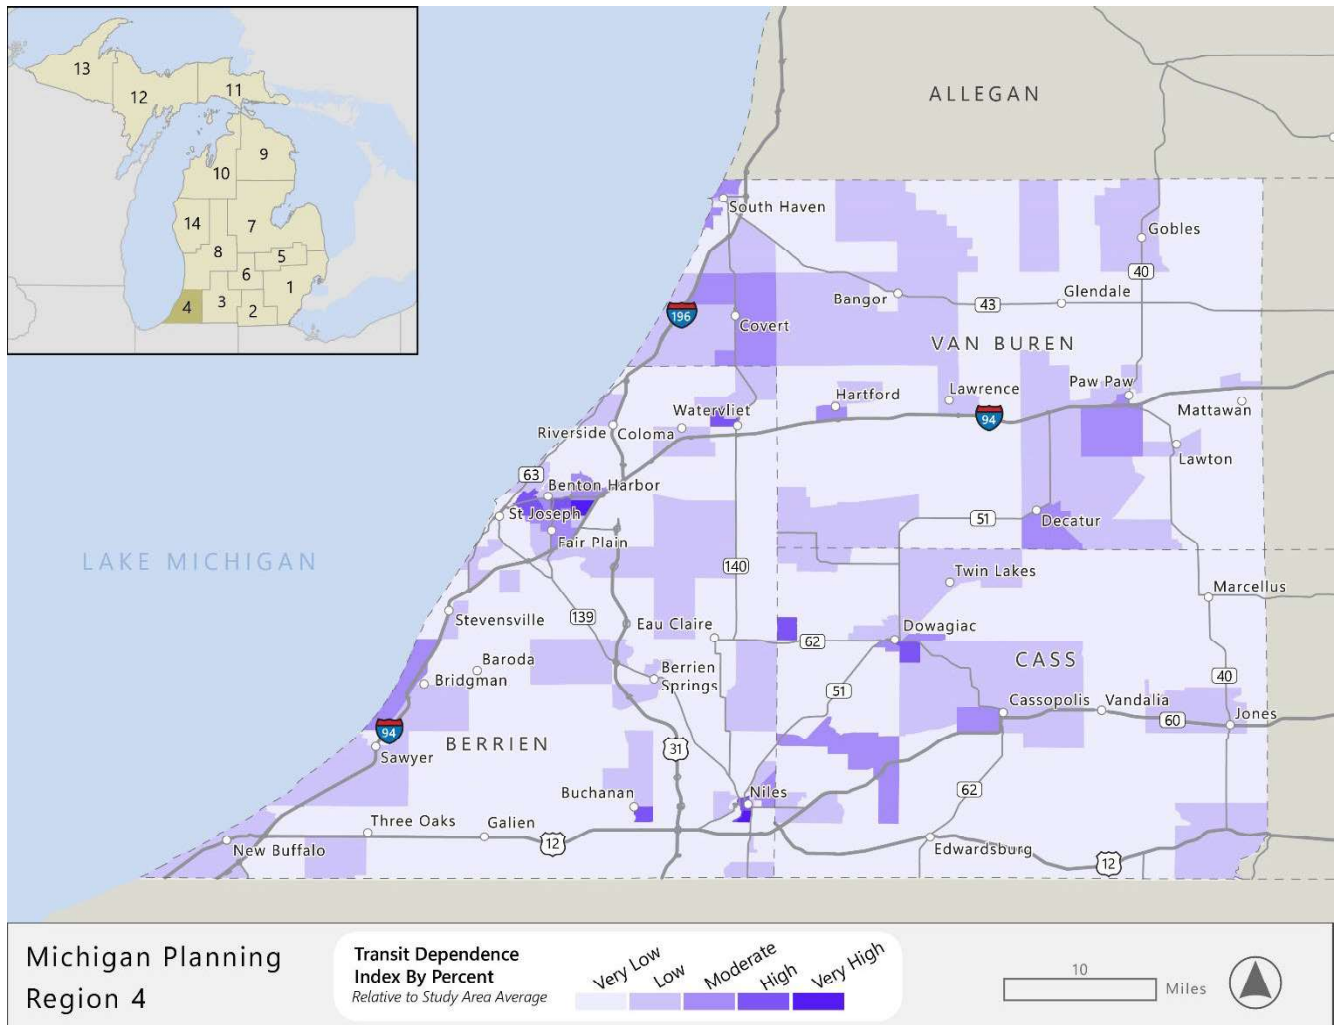 13
12
11
9
10
14
7
8
5
6
1
4
3
2
ALLEGAN
South Haven
Gobles
40
Bangor
43
Glendale
196
Covert
VAN BUREN
Hartford
Lawrence
Paw Paw
Mattawan
94
Watervliet
Riverside
Coloma
Lawton
63
Benton Harbor
St Joseph
51
Decatur
Fair Plain
LAKE MICHIGAN
140
Twin Lakes
Marcellus
Stevensville
139
Eau Claire
62
Dowagiac
CASS
Baroda
Bridgman
Berrien
Springs
51
40
Cassopolis
Vandalia
60
Jones
94
BERRIEN
Sawyer
31
Buchanan
Niles
62
Three Oaks
Galien
12
New Buffalo
Edwardsburg
12
Michigan Planning
Region 4
Transit Dependence
Index By Percent
Relative to Study Area Average
Very Low
Low
Moderate
High
Very High
10
Miles